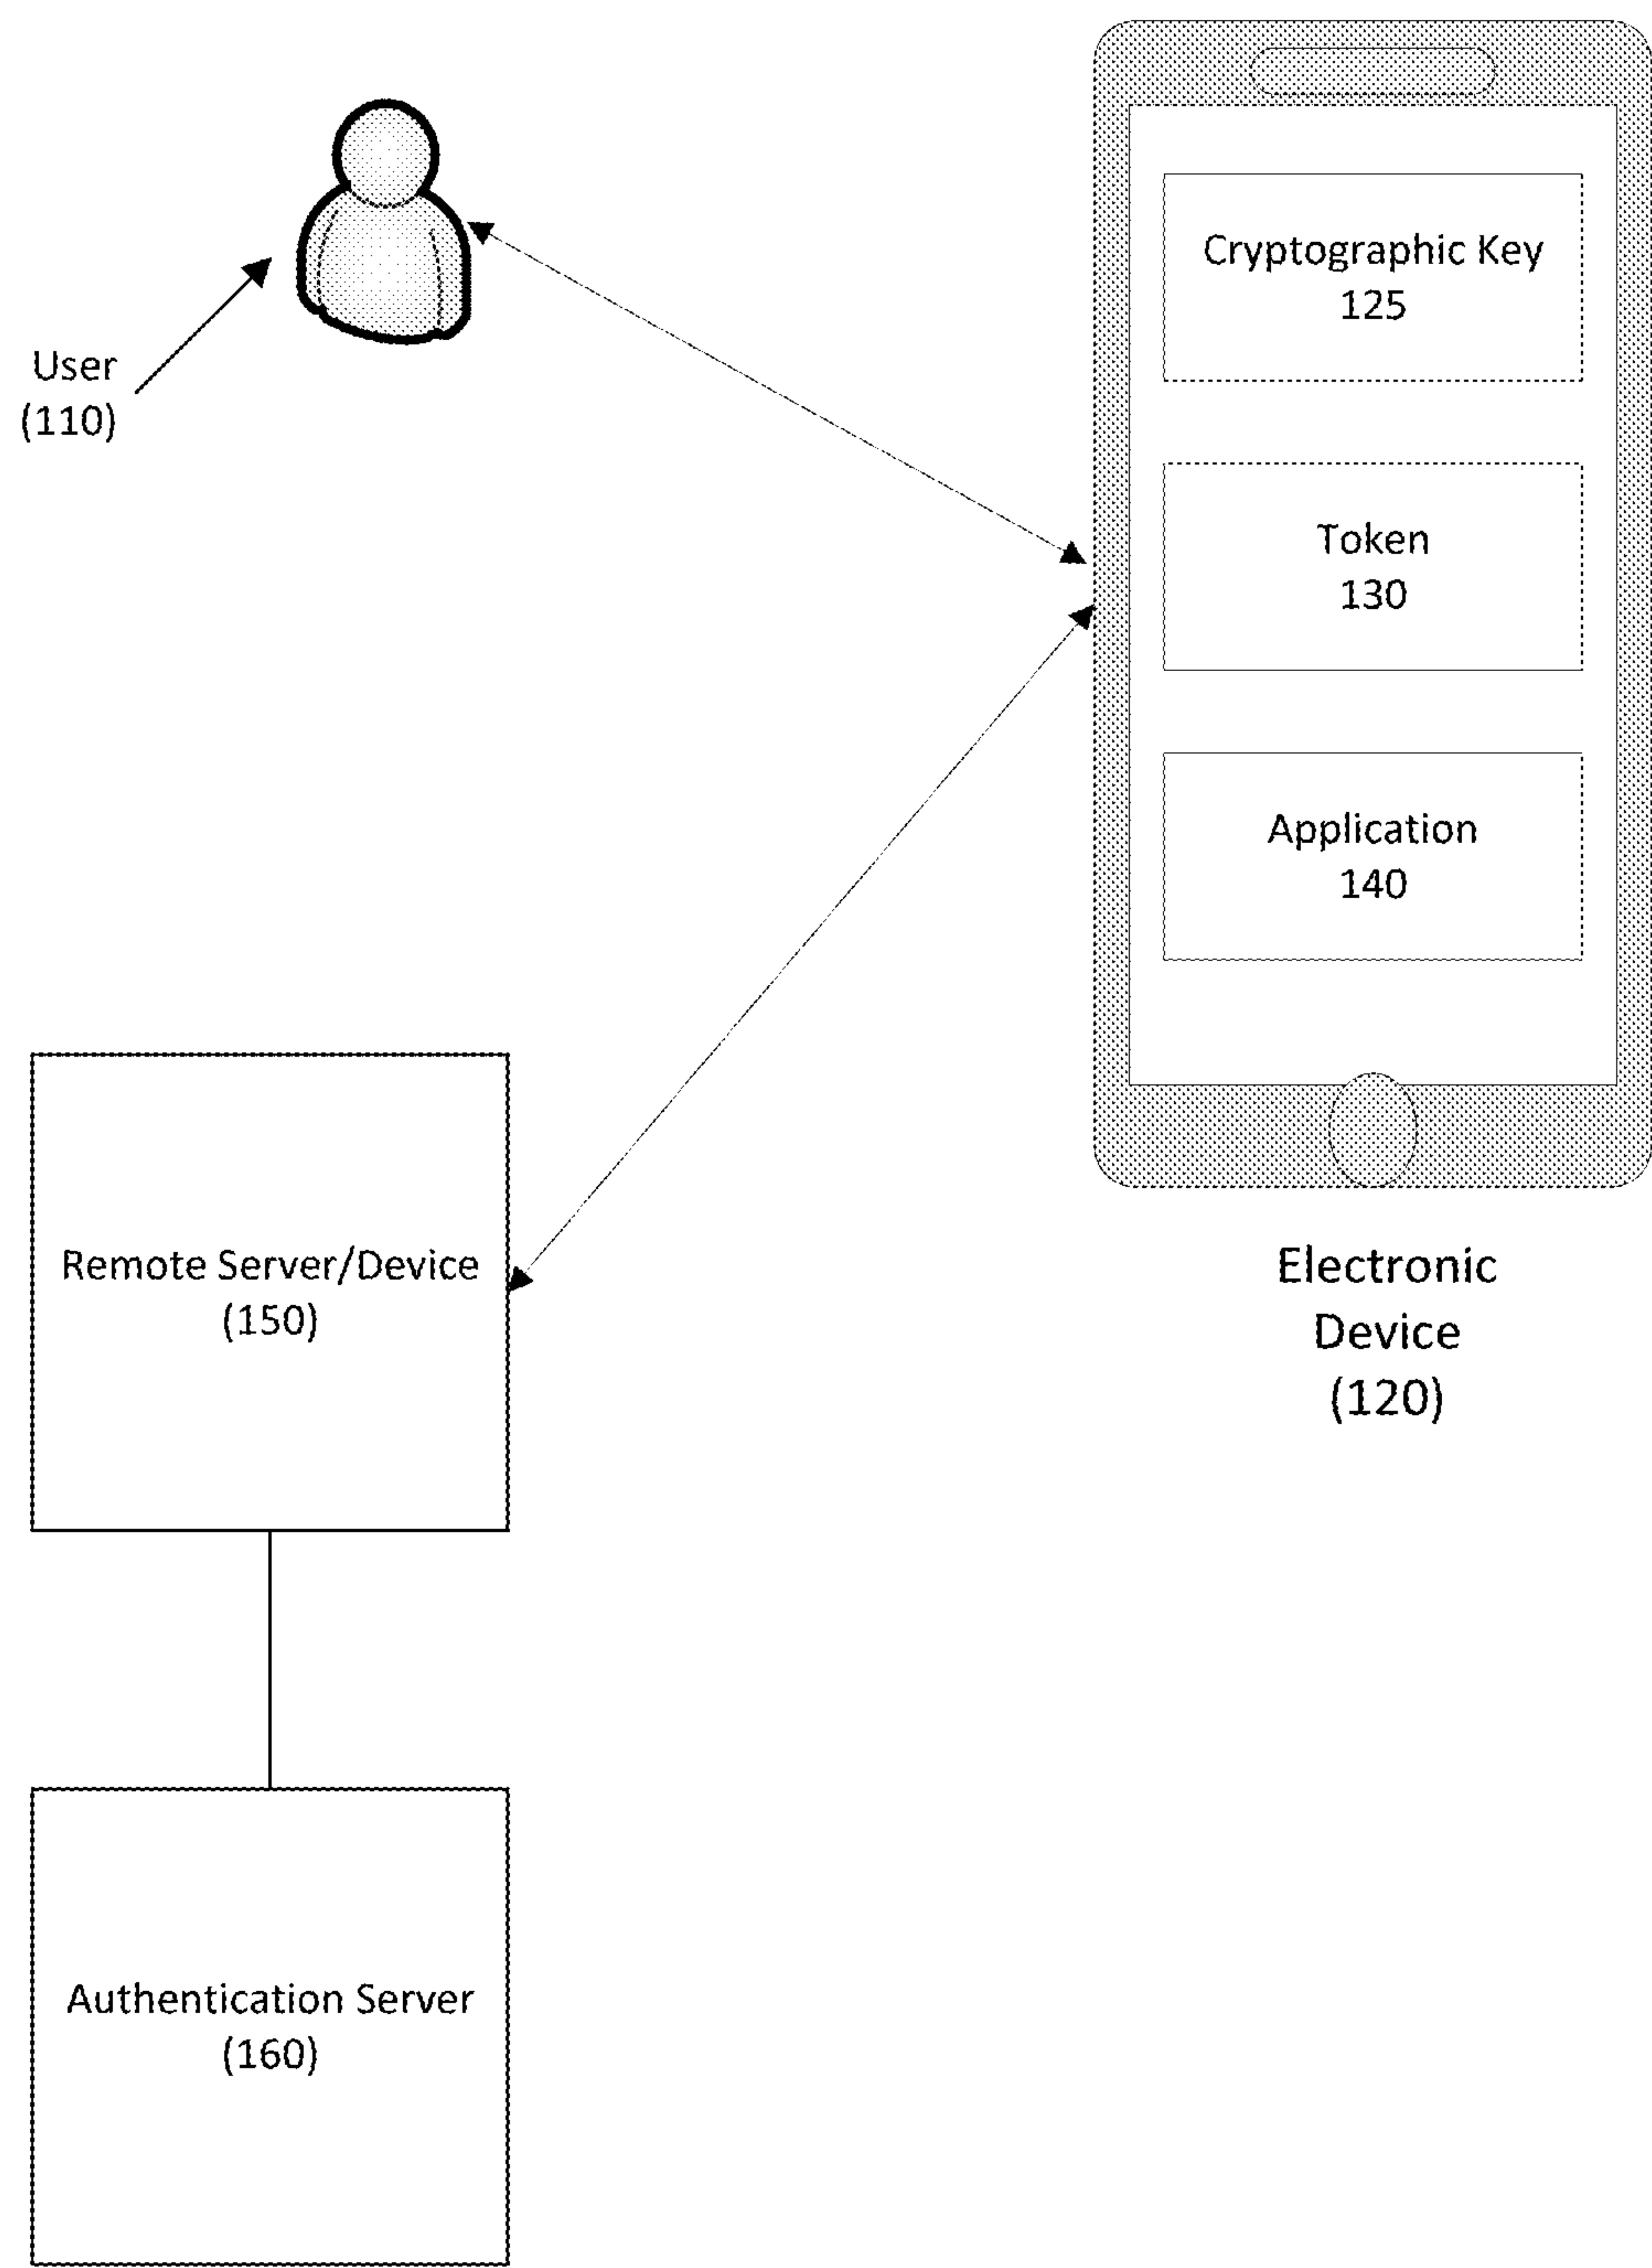 User
(110)
Cryptographic Key
125
Token
130
Application
140
Electronic
Device
(120)
Remote Server/Device
(150)
Authentication Server
(160)